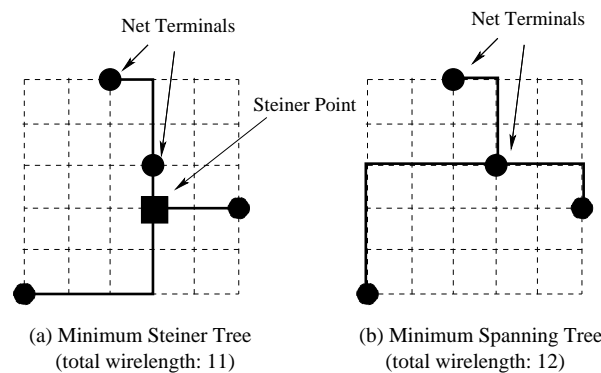 Net Terminals
Net Terminals
Steiner Point
(a) Minimum Steiner Tree
(total wirelength: 11)
(b) Minimum Spanning Tree
(total wirelength: 12)